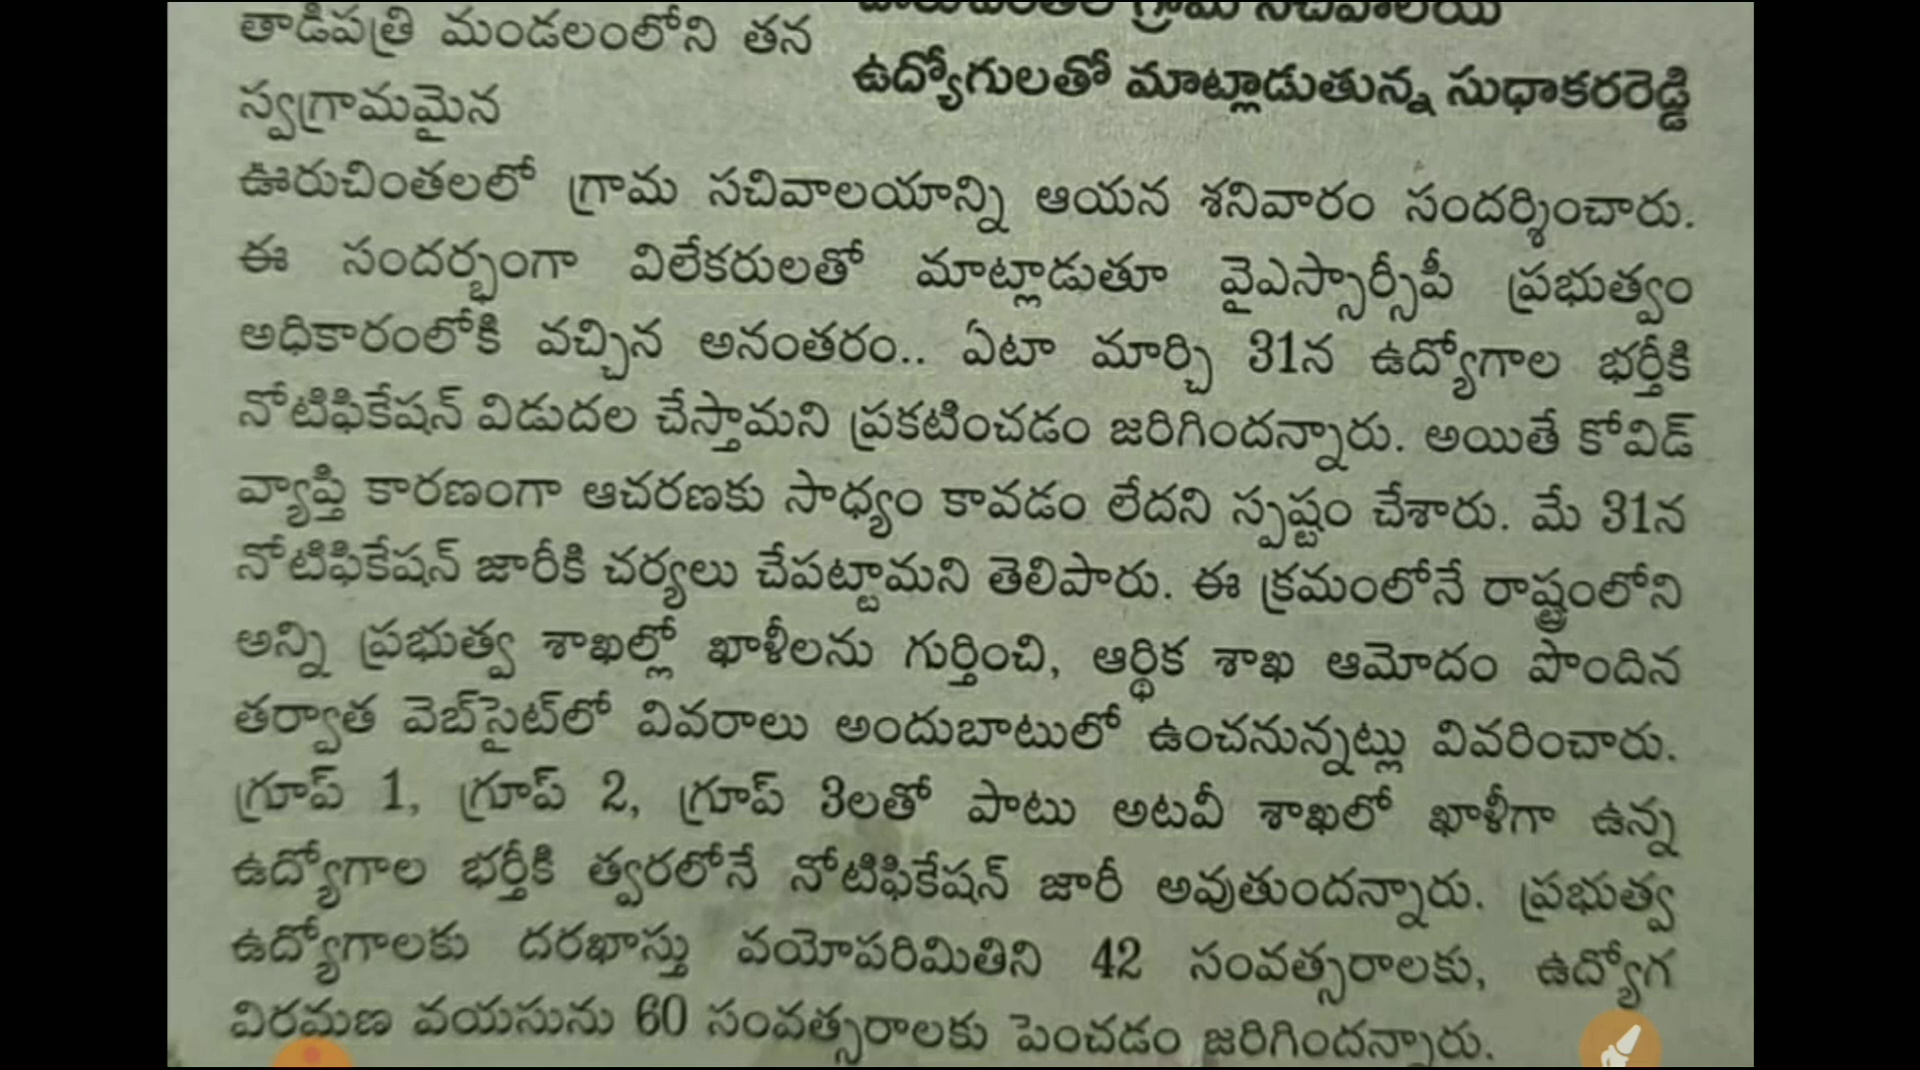 తాడిపత్రి మండలంలోని తన
స్వగ్రామమైన
గ్రామ సచివాలయ
ఉద్యోగులతో మాట్లాడుతున్న సుధాకరరెడ్డి
ఊరుచింతలలో గ్రామ సచివాలయాన్ని ఆయన శనివారం సందర్శించారు.
ఈ సందర్భంగా విలేకరులతో మాట్లాడుతూ వైఎస్సార్సీపీ ప్రభుత్వం
అధికారంలోకి వచ్చిన అనంతరం.. ఏటా మార్చి 31న ఉద్యోగాల భర్తీకి
నోటిఫికేషన్ విడుదల చేస్తామని ప్రకటించడం జరిగిందన్నారు. అయితే కోవిడ్
వ్యాప్తి కారణంగా ఆచరణకు సాధ్యం కావడం లేదని స్పష్టం చేశారు. మే 31న
నోటిఫికేషన్ జారీకి చర్యలు చేపట్టామని తెలిపారు. ఈ క్రమంలోనే రాష్ట్రంలోని
అన్ని ప్రభుత్వ శాఖల్లో ఖాళీలను గుర్తించి, ఆర్థిక శాఖ ఆమోదం పొందిన
తర్వాత వెబ్‌సైట్‌లో వివరాలు అందుబాటులో ఉంచనున్నట్లు వివరించారు.
గ్రూప్ 1, గ్రూప్ 2, గ్రూప్ 3లతో పాటు అటవీ శాఖలో ఖాళీగా ఉన్న
ఉద్యోగాల భర్తీకి త్వరలోనే నోటిఫికేషన్ జారీ అవుతుందన్నారు. ప్రభుత్వ
ఉద్యోగాలకు దరఖాస్తు వయోపరిమితిని 42 సంవత్సరాలకు, ఉద్యోగ
విరమణ వయసును 60 సంవత్సరాలకు పెంచడం జరిగిందన్నారు.